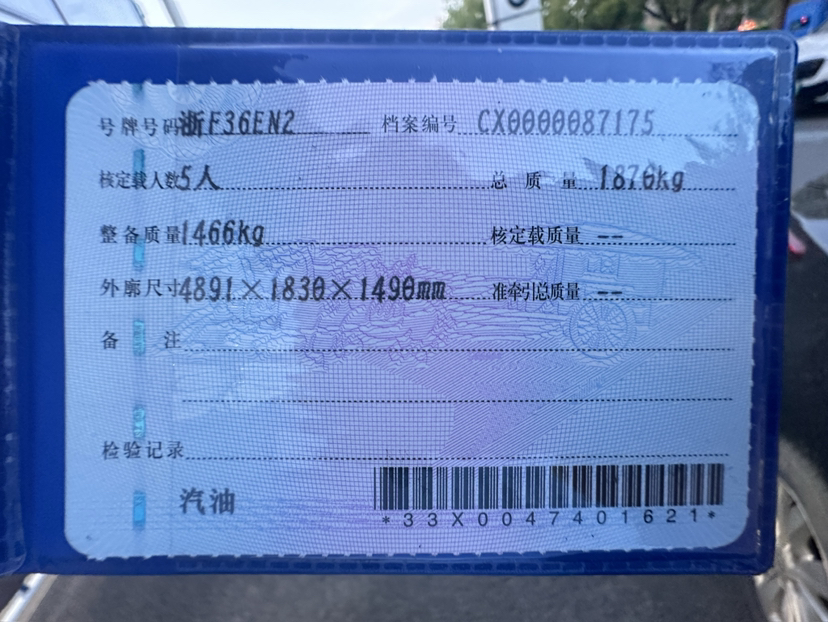 号牌号码浙F36EN2 档案编号 CX0000087175
核定载人数5人 总质量 1876kg
整备质量1466kg 核定载质量 --
外廓尺寸4891×1830×1490mm 准牵引总质量 --
备注
检验记录
汽油
*33X0047401621*